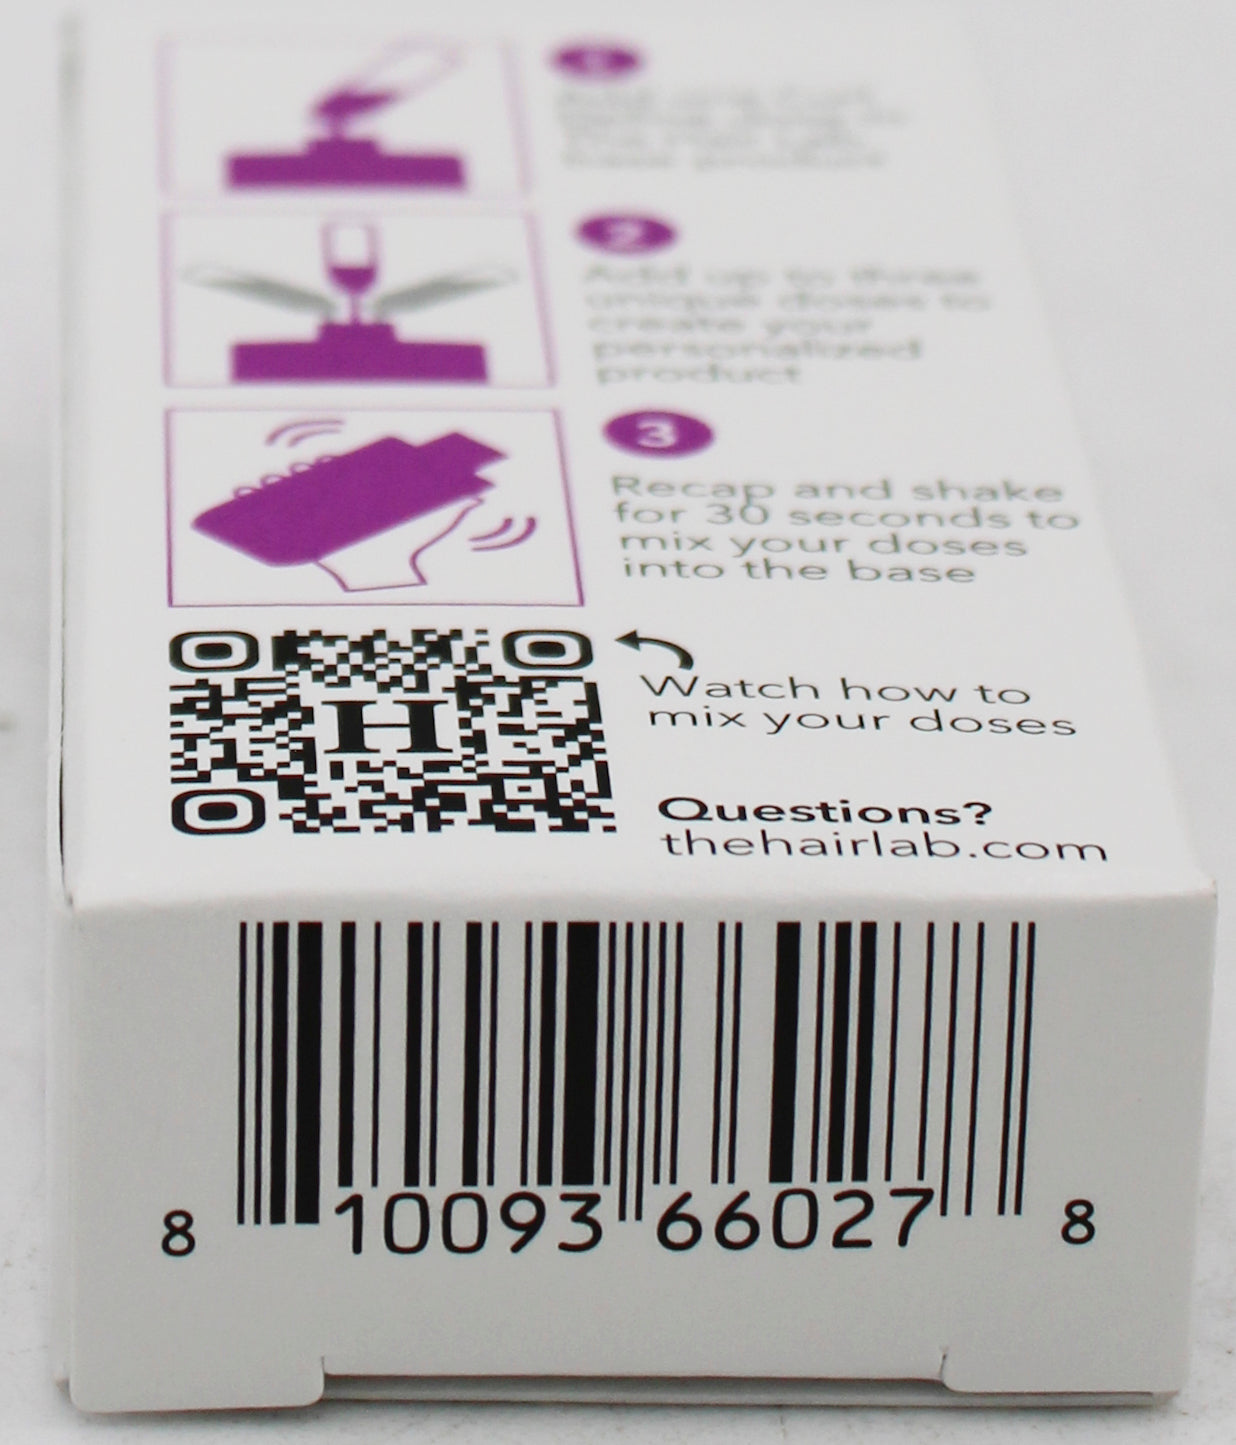 2
Add up to three
unique doses to
create your
personalized
product
3
Recap and shake
for 30 seconds to
mix your doses
into the base
H
Watch how to
mix your doses
Questions?
thehairlab.com
8 10093 66027 8